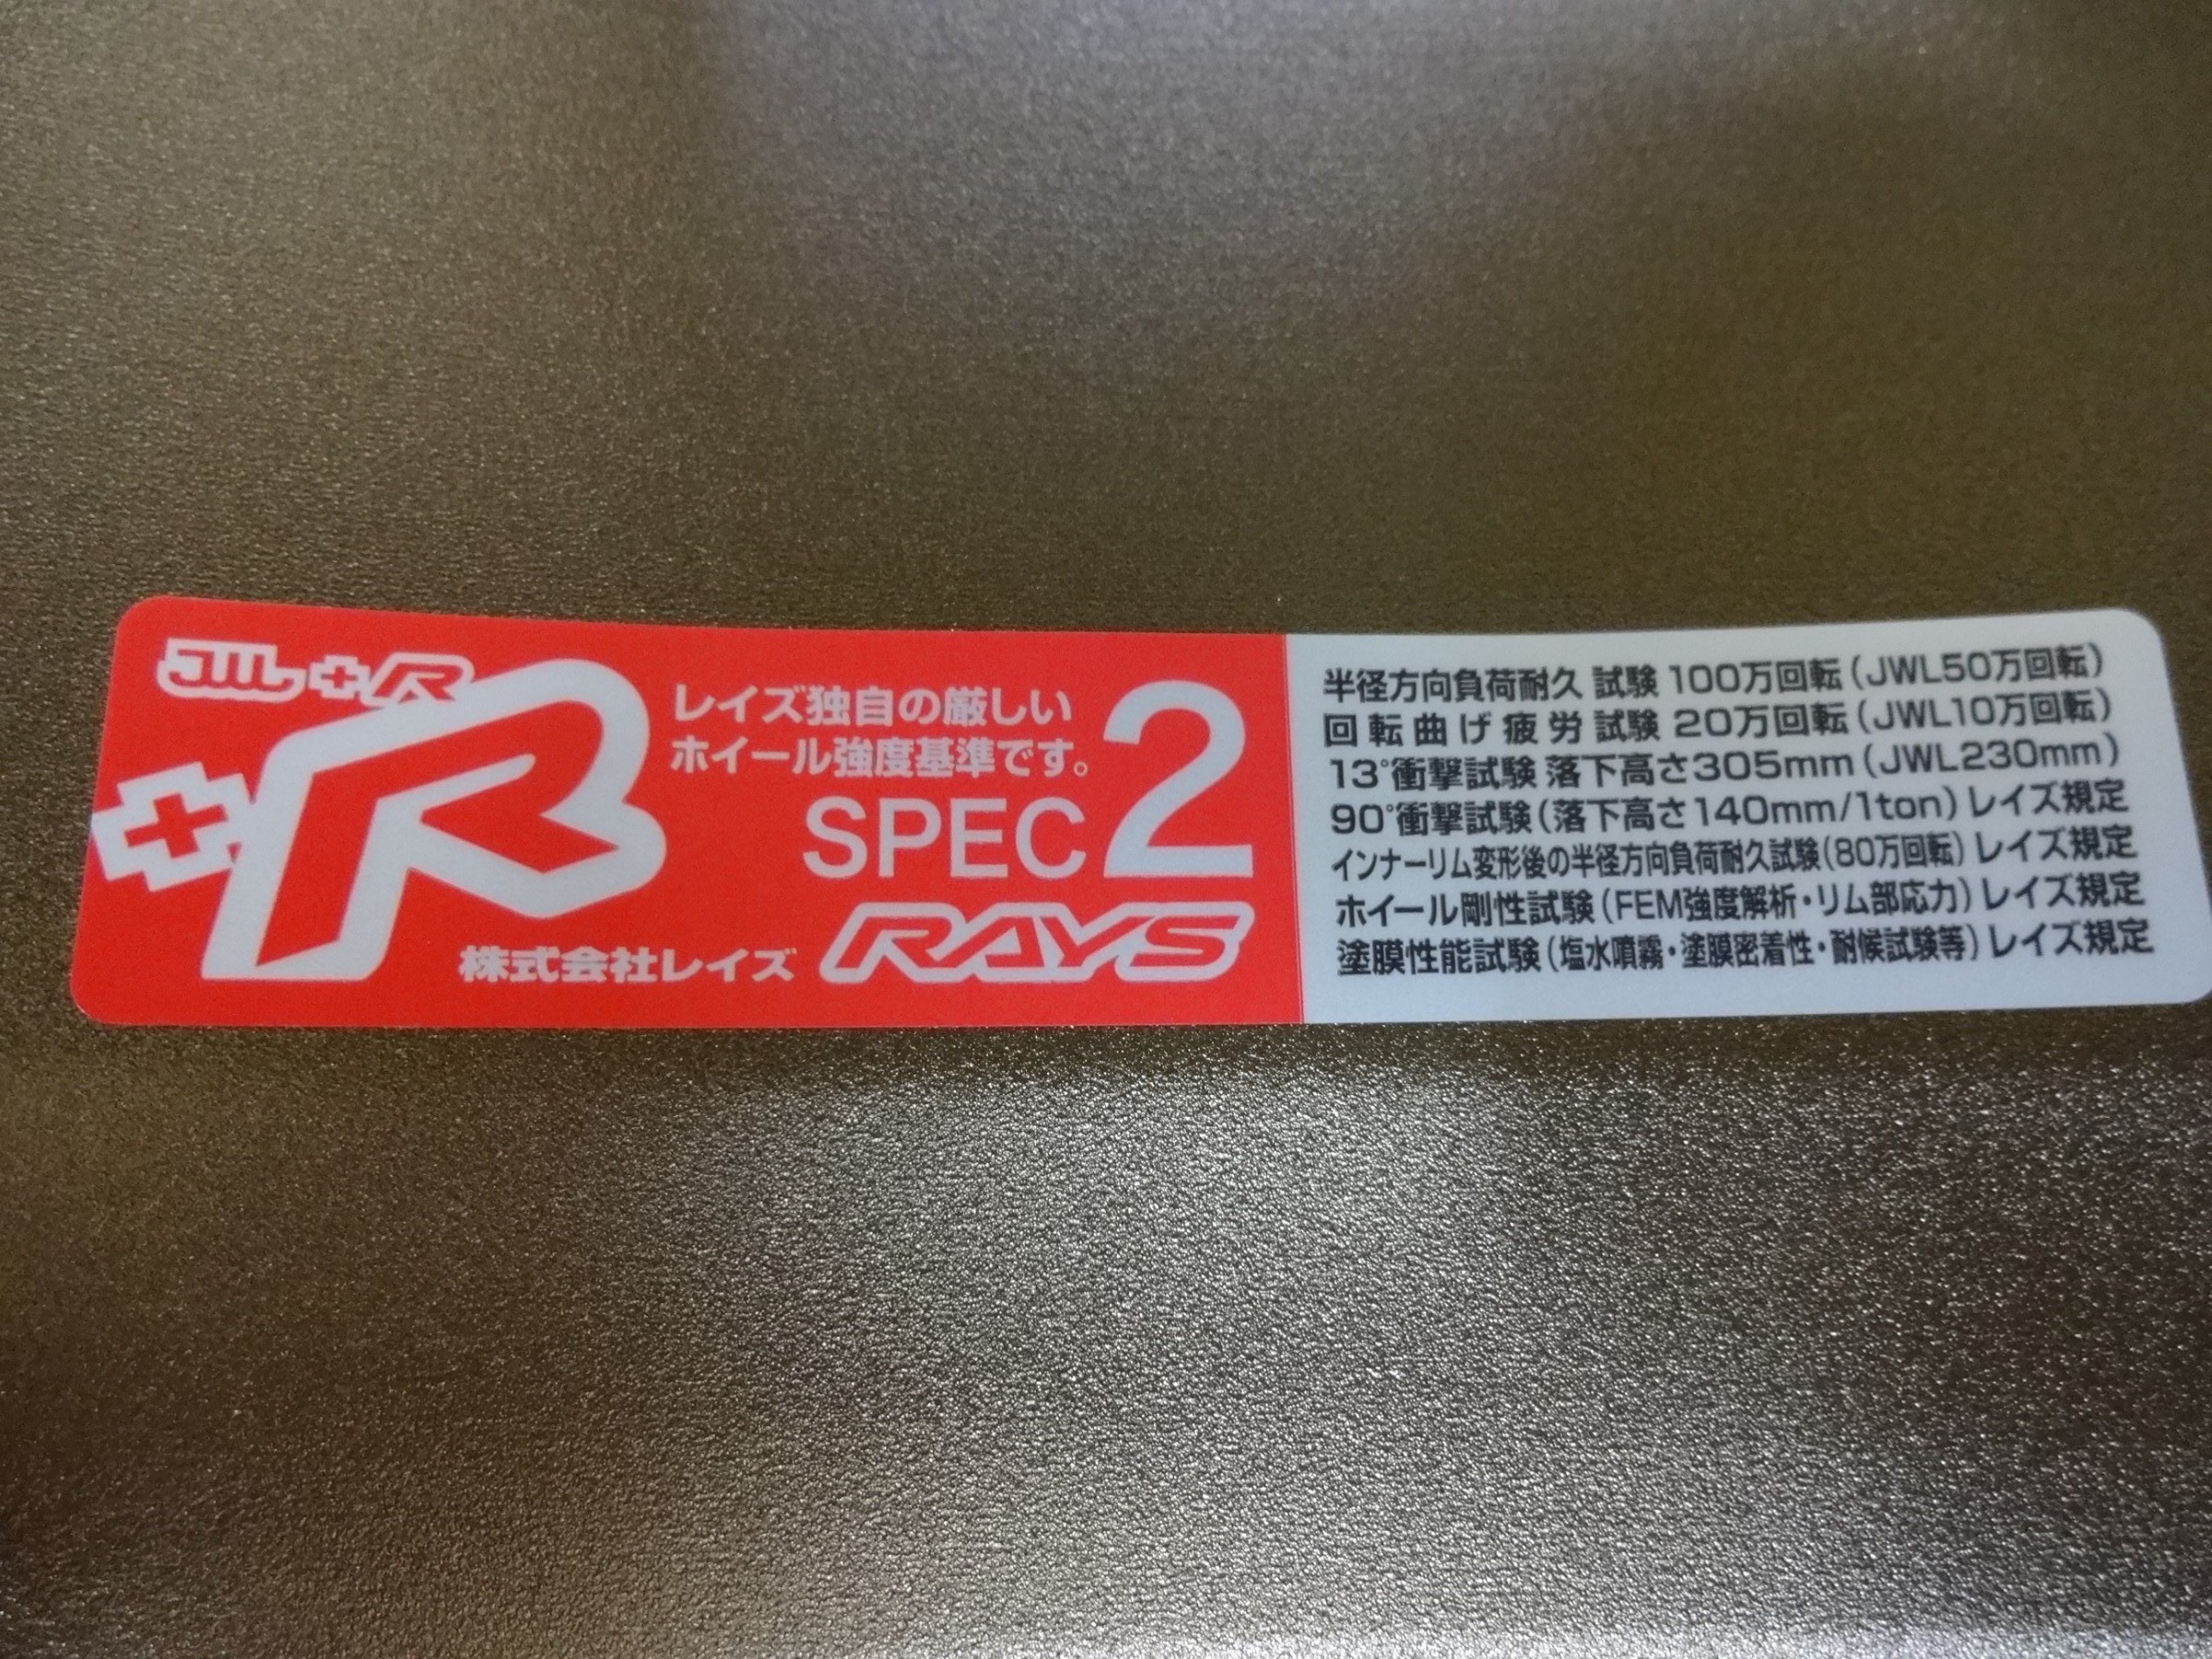 JWL+R
+R
レイズ独自の厳しい
ホイール強度基準です。
SPEC 2
株式会社レイズ RAYS
半径方向負荷耐久 試験 100万回転(JWL50万回転)
回転曲げ疲労試験 20万回転(JWL10万回転)
13°衝撃試験 落下高さ305mm(JWL230mm)
90°衝撃試験(落下高さ140mm/1ton)レイズ規定
インナーリム変形後の半径方向負荷耐久試験(80万回転)レイズ規定
ホイール剛性試験(FEM強度解析・リム部応力)レイズ規定
塗膜性能試験(塩水噴霧・塗膜密着性・耐候試験等)レイズ規定